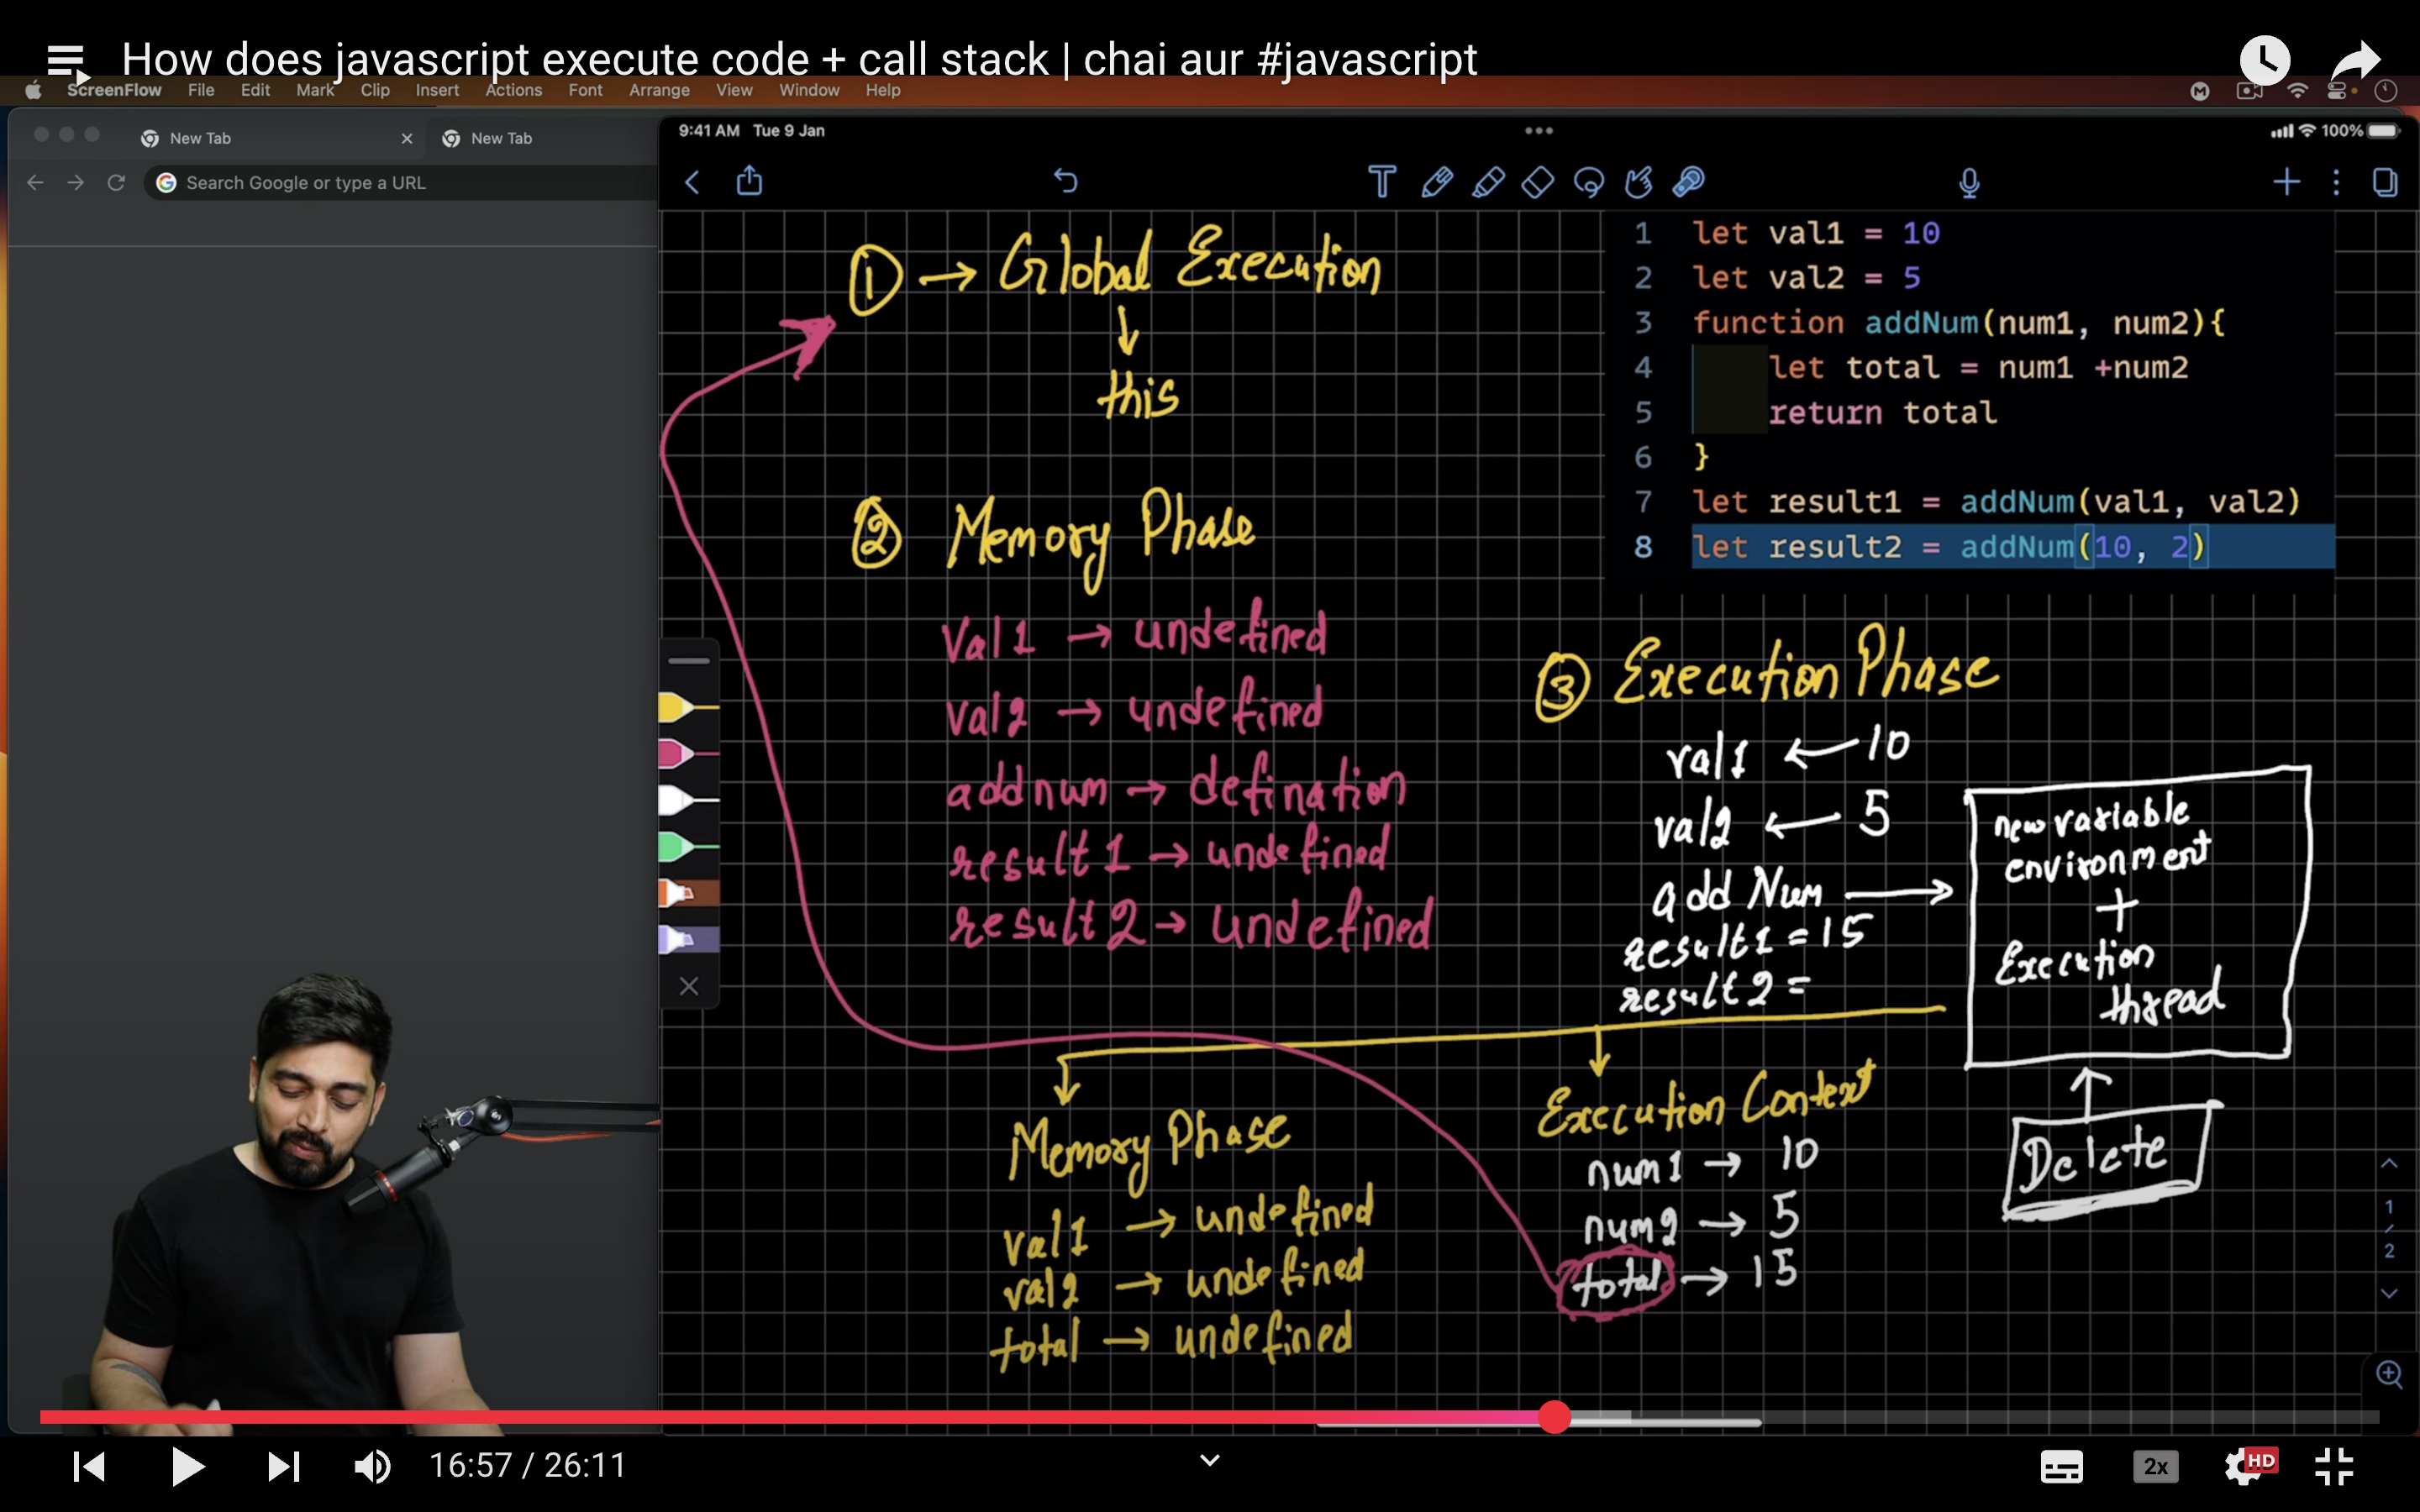 How does javascript execute code + call stack | chai aur #javascript
ScreenFlow File Edit Mark Clip Insert Actions Font Arrange View Window Help
New Tab
New Tab
Search Google or type a URL
9:41 AM Tue 9 Jan
100%
① → Global Execution
↓
this
② Memory Phase
Val1 → undefined
val2 → undefined
addnum → defination
result1 → undefined
result2 → undefined
1 let val1 = 10
2 let val2 = 5
3 function addNum(num1, num2){
4 let total = num1 +num2
5 return total
6 }
7 let result1 = addNum(val1, val2)
8 let result2 = addNum(10, 2)
③ Execution Phase
val1 ← 10
val2 ← 5
add Num →
result1 = 15
result2 =
new variable
environment
+
Execution
thread
Delete
Memory Phase
val1 → undefined
val2 → undefined
total → undefined
Execution Context
num1 → 10
num2 → 5
total → 15
1
/
2
16:57 / 26:11
2x
HD